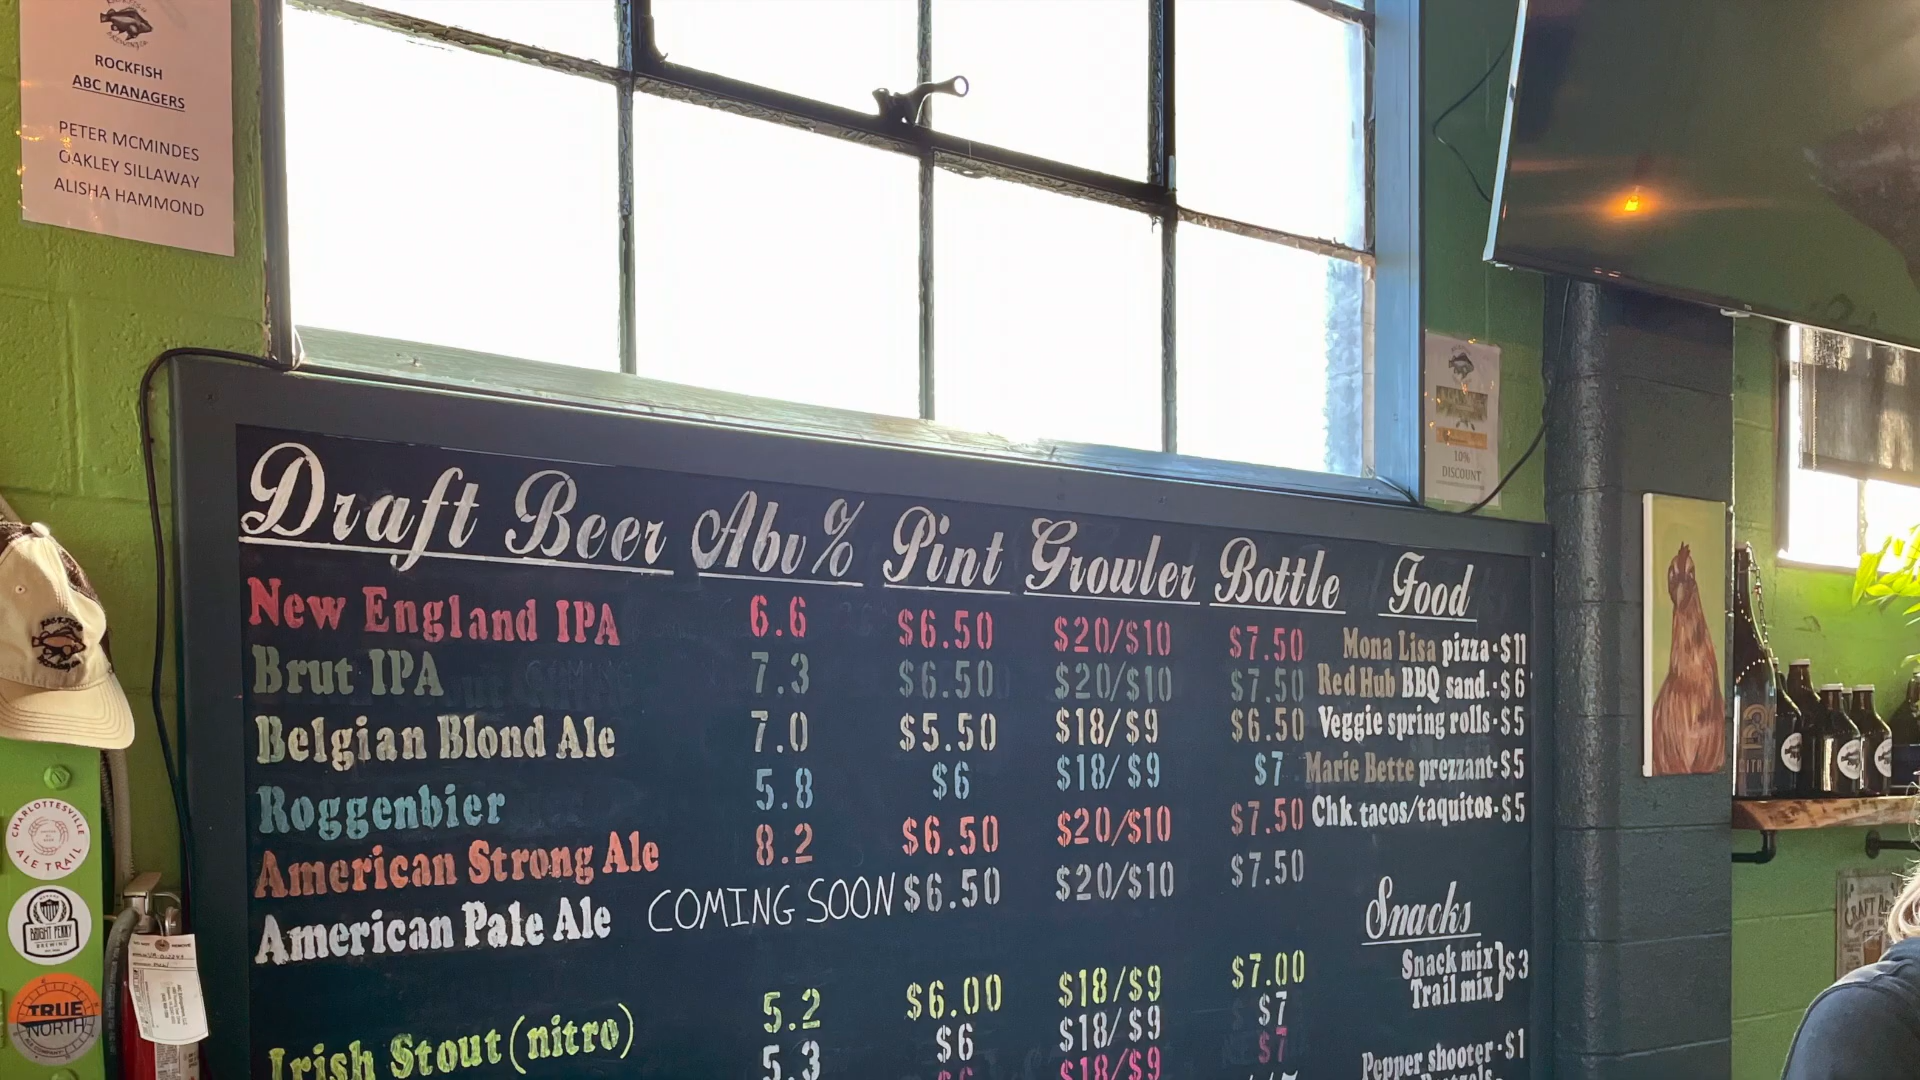 ROCKFISH
ABC MANAGERS
PETER MCMINDES
OAKLEY SILLAWAY
ALISHA HAMMOND
10%
DISCOUNT
Draft Beer Abv% Pint Growler Bottle
New England IPA 6.6 $6.50 $20/$10 $7.50
Brut IPA 7.3 $6.50 $20/$10 $7.50
Belgian Blond Ale 7.0 $5.50 $18/$9 $6.50
Roggenbier 5.8 $6 $18/$9 $7
American Strong Ale 8.2 $6.50 $20/$10 $7.50
American Pale Ale COMING SOON $6.50 $20/$10 $7.50
Irish Stout (nitro) 5.2 $6.00 $18/$9 $7.00
5.3 $6 $18/$9 $7
$18/$9 $7
Food
Mona Lisa pizza-$11
Red Hub BBQ sand.-$6
Veggie spring rolls-$5
Marie Bette prezzant-$5
Chk. tacos/taquitos-$5
Snacks
Snack mix
Trail mix}$3
Pepper shooter-$1
CHARLOTTESVILLE
ALE TRAIL
BRIGHT PENNY
BREWING
TRUE
NORTH
CRAFT